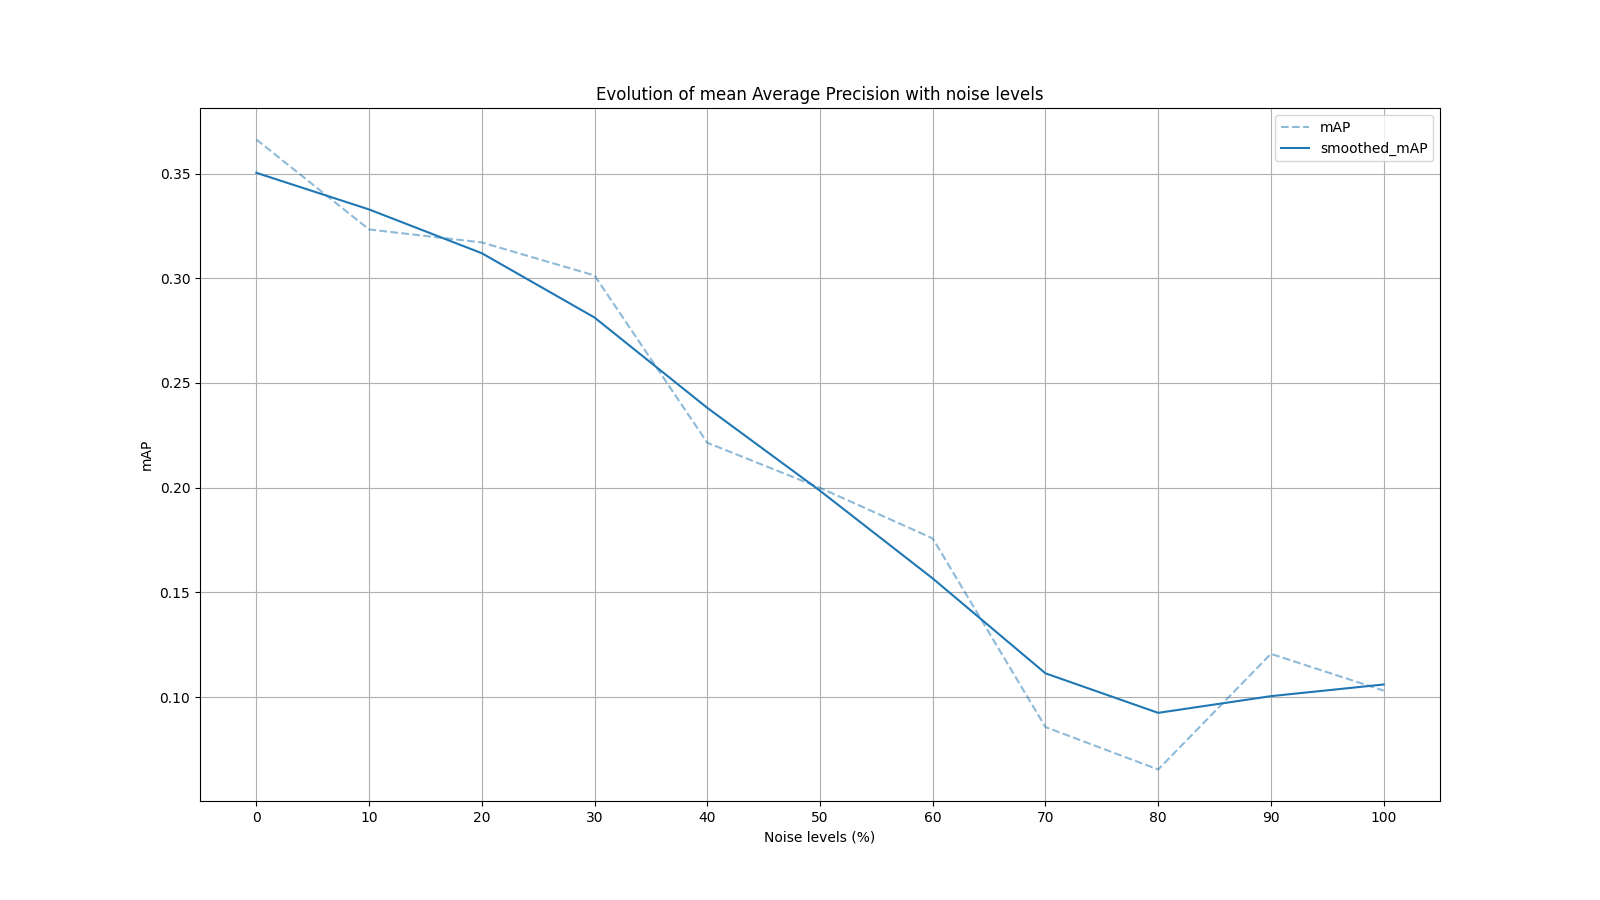 Evolution of mean Average Precision with noise levels
mAP
smoothed_mAP
0.35
0.30
0.25
0.20
0.15
0.10
mAP
0 10 20 30 40 50 60 70 80 90 100
Noise levels (%)